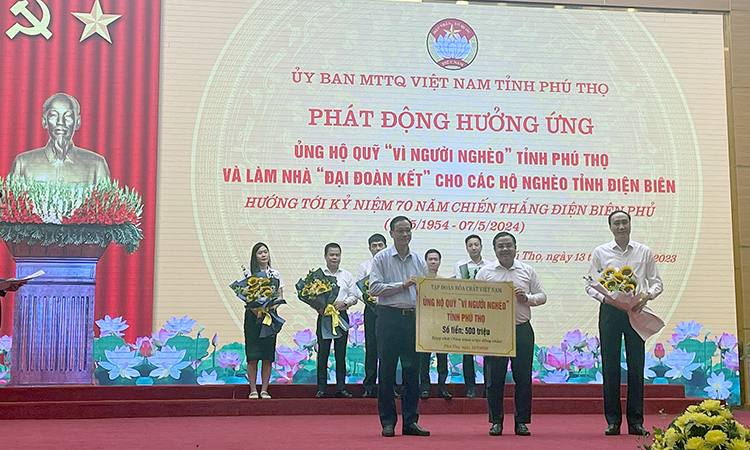 ỦY BAN MTTQ VIỆT NAM TỈNH PHÚ THỌ
PHÁT ĐỘNG HƯỞNG ỨNG
ỦNG HỘ QUỸ “VÌ NGƯỜI NGHÈO” TỈNH PHÚ THỌ
VÀ LÀM NHÀ “ĐẠI ĐOÀN KẾT” CHO CÁC HỘ NGHÈO TỈNH ĐIỆN BIÊN
HƯỚNG TỚI KỶ NIỆM 70 NĂM CHIẾN THẮNG ĐIỆN BIÊN PHỦ
5/1954 - 07/5/2024)
Thọ, ngày 13 2023
TẬP ĐOÀN HÓA CHẤT VIỆT NAM
ỦNG HỘ QUỸ “VÌ NGƯỜI NGHÈO”
TỈNH PHÚ THỌ
Số tiền: 500 triệu